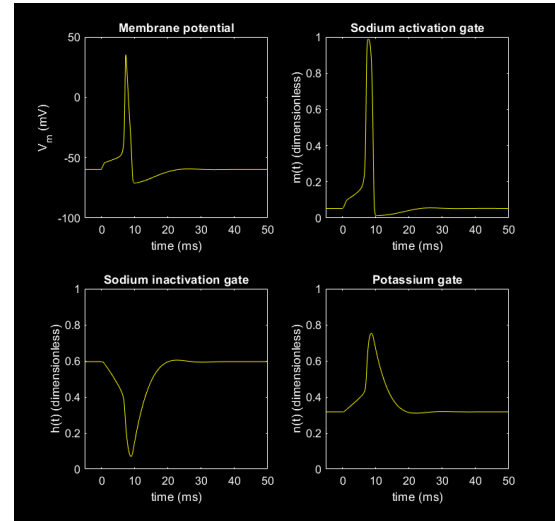 Membrane potential
50
0
-50
-100
V_m (mV)
0 10 20 30 40 50
time (ms)
Sodium activation gate
1
0.8
0.6
0.4
0.2
0
m(t) (dimensionless)
0 10 20 30 40 50
time (ms)
Sodium inactivation gate
1
0.8
0.6
0.4
0.2
0
h(t) (dimensionless)
0 10 20 30 40 50
time (ms)
Potassium gate
1
0.8
0.6
0.4
0.2
0
n(t) (dimensionless)
0 10 20 30 40 50
time (ms)